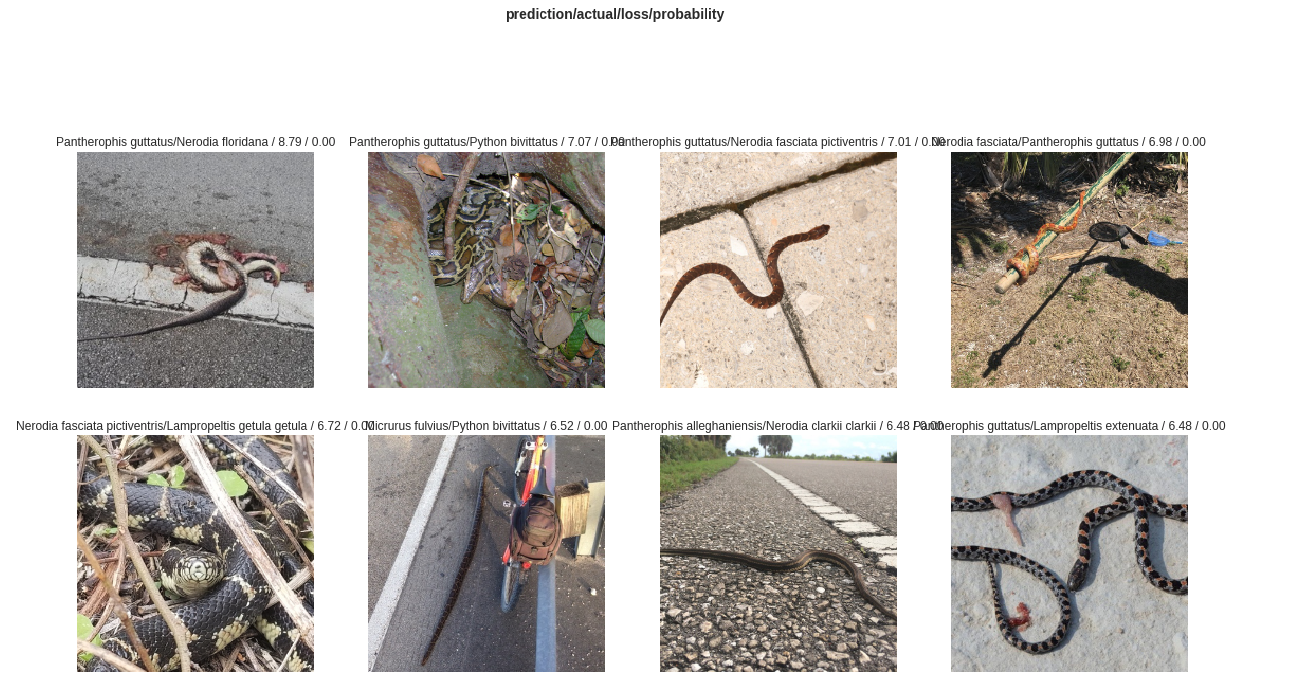 prediction/actual/loss/probability
Pantherophis guttatus/Nerodia floridana / 8.79 / 0.00
Pantherophis guttatus/Python bivittatus / 7.07 / 0.00
Pantherophis guttatus/Nerodia fasciata pictiventris / 7.01 / 0.00
Nerodia fasciata/Pantherophis guttatus / 6.98 / 0.00
Nerodia fasciata pictiventris/Lampropeltis getula getula / 6.72 / 0.00
Micrurus fulvius/Python bivittatus / 6.52 / 0.00
Pantherophis alleghaniensis/Nerodia clarkii clarkii / 6.48 / 0.00
Pantherophis guttatus/Lampropeltis extenuata / 6.48 / 0.00